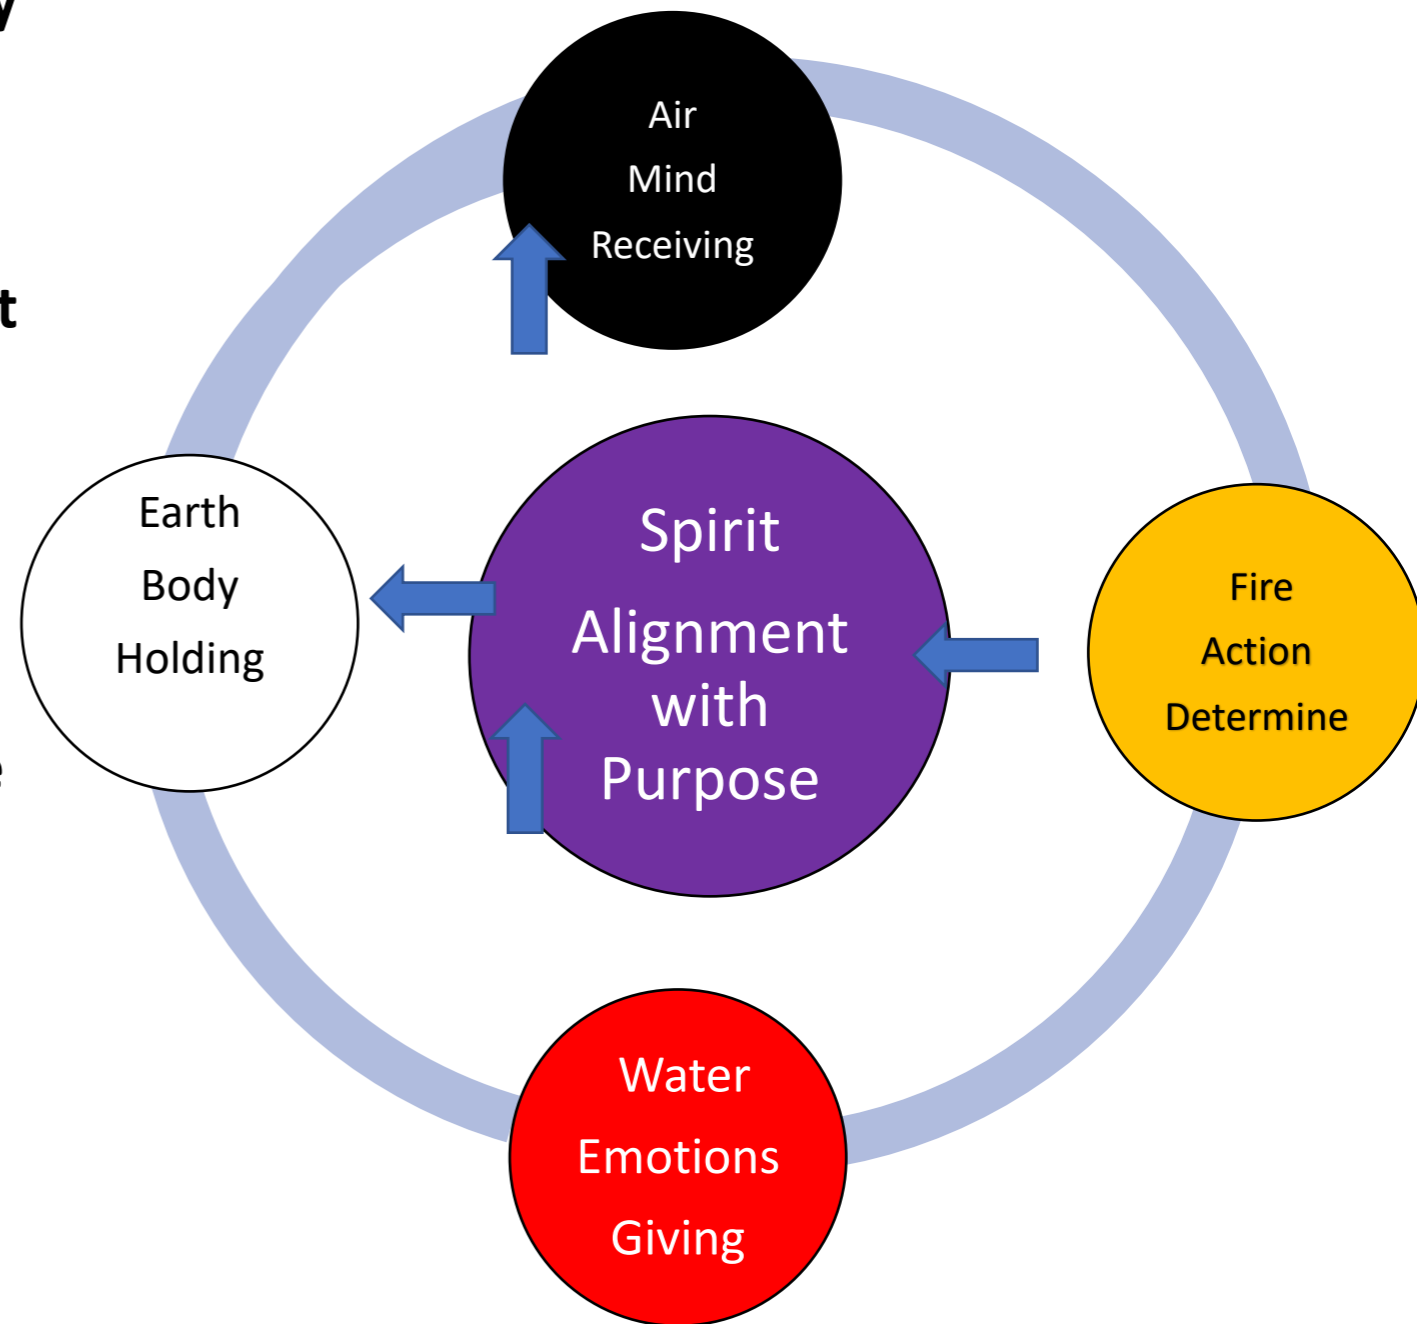 Air
Mind
Receiving
Earth
Body
Holding
Spirit
Alignment
with
Purpose
Fire
Action
Determine
Water
Emotions
Giving